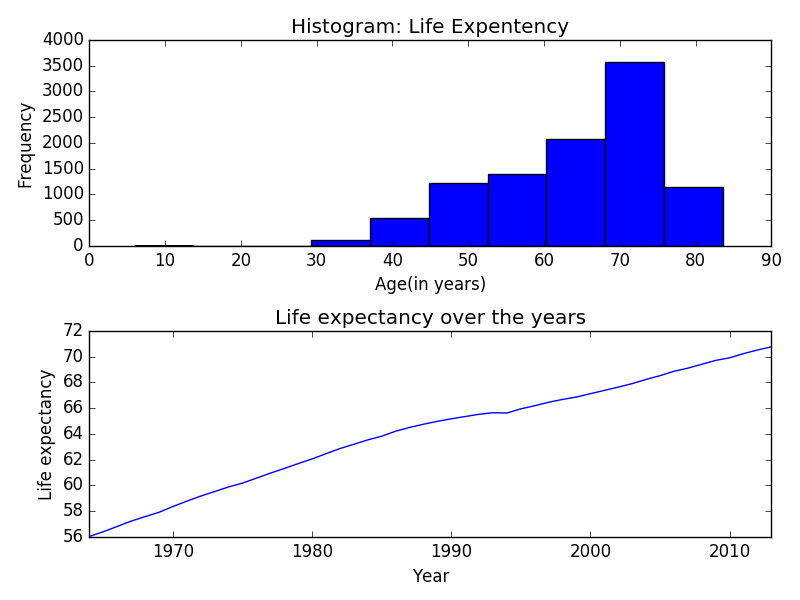 Histogram: Life Expentency
4000
3500
3000
2500
2000
1500
1000
500
0
Frequency
0 10 20 30 40 50 60 70 80 90
Age(in years)
Life expectancy over the years
72
70
68
66
64
62
60
58
56
Life expectancy
1970 1980 1990 2000 2010
Year